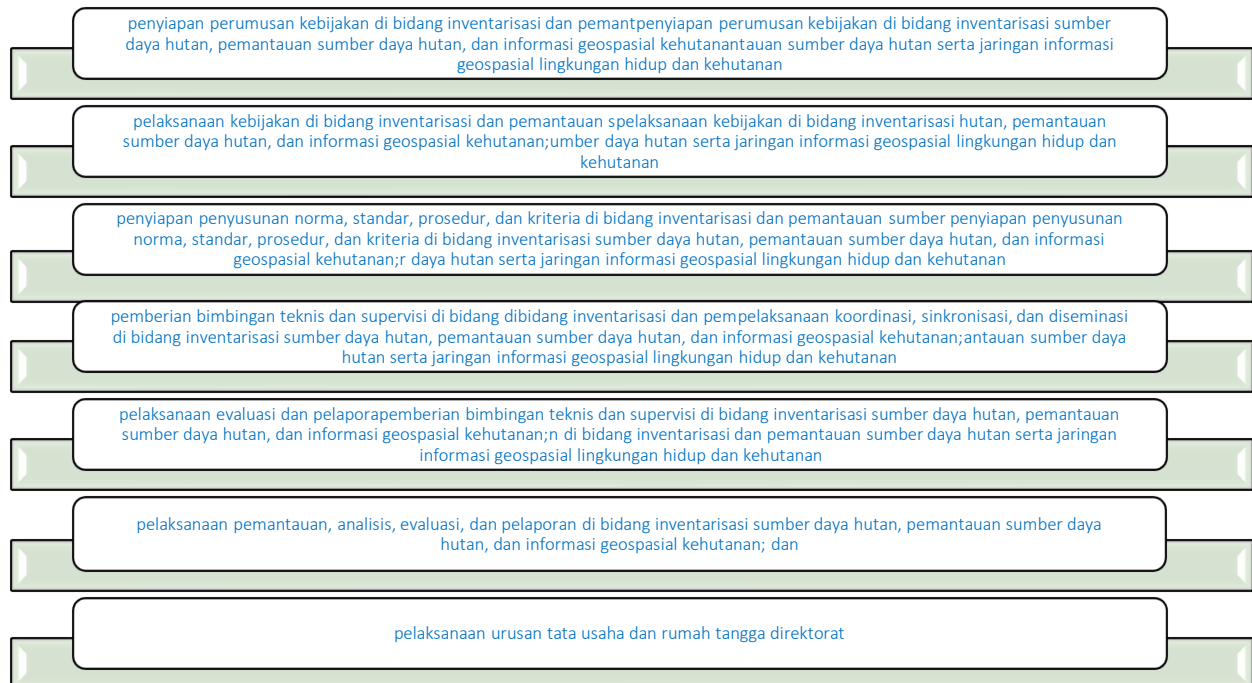 penyiapan perumusan kebijakan di bidang inventarisasi dan pemantpenyiapan perumusan kebijakan di bidang inventarisasi sumber
daya hutan, pemantauan sumber daya hutan, dan informasi geospasial kehutanantauan sumber daya hutan serta jaringan informasi
geospasial lingkungan hidup dan kehutanan
pelaksanaan kebijakan di bidang inventarisasi dan pemantauan spelaksanaan kebijakan di bidang inventarisasi hutan, pemantauan
sumber daya hutan, dan informasi geospasial kehutanan;umber daya hutan serta jaringan informasi geospasial lingkungan hidup dan
kehutanan
penyiapan penyusunan norma, standar, prosedur, dan kriteria di bidang inventarisasi dan pemantauan sumber penyiapan penyusunan
norma, standar, prosedur, dan kriteria di bidang inventarisasi sumber daya hutan, pemantauan sumber daya hutan, dan informasi
geospasial kehutanan;r daya hutan serta jaringan informasi geospasial lingkungan hidup dan kehutanan
pemberian bimbingan teknis dan supervisi di bidang dibidang inventarisasi dan pempelaksanaan koordinasi, sinkronisasi, dan diseminasi
di bidang inventarisasi sumber daya hutan, pemantauan sumber daya hutan, dan informasi geospasial kehutanan;antauan sumber daya
hutan serta jaringan informasi geospasial lingkungan hidup dan kehutanan
pelaksanaan evaluasi dan pelaporapemberian bimbingan teknis dan supervisi di bidang inventarisasi sumber daya hutan, pemantauan
sumber daya hutan, dan informasi geospasial kehutanan;n di bidang inventarisasi dan pemantauan sumber daya hutan serta jaringan
informasi geospasial lingkungan hidup dan kehutanan
pelaksanaan pemantauan, analisis, evaluasi, dan pelaporan di bidang inventarisasi sumber daya hutan, pemantauan sumber daya
hutan, dan informasi geospasial kehutanan; dan
pelaksanaan urusan tata usaha dan rumah tangga direktorat